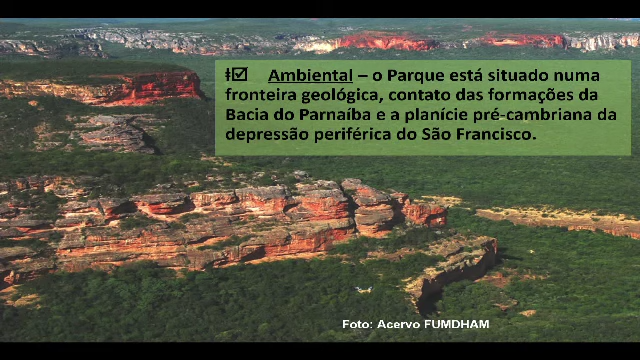 ☑ Ambiental – o Parque está situado numa
fronteira geológica, contato das formações da
Bacia do Parnaíba e a planície pré-cambriana da
depressão periférica do São Francisco.
Foto: Acervo FUMDHAM